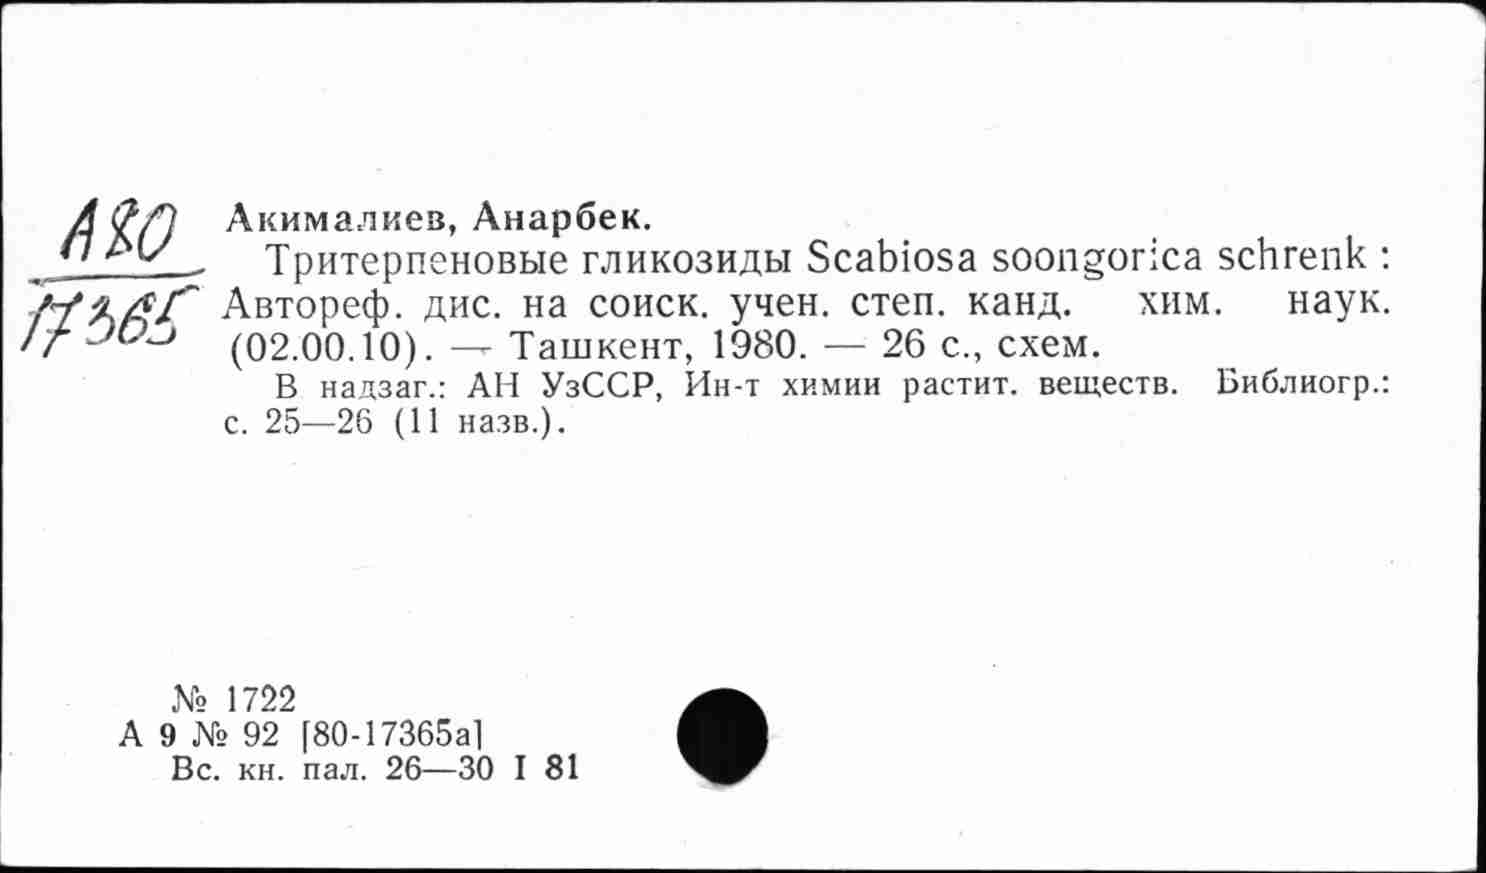 А80
17365
Акималиев, Анарбек.
Тритерпеновые гликозиды Scabiosa soongorica schrenk :
Автореф. дис. на соиск. учен. степ. канд. хим. наук.
(02.00.10). — Ташкент, 1980. — 26 с., схем.
В надзаг.: АН УзССР, Ин-т химии растит. веществ. Библиогр.:
с. 25—26 (11 назв.).
№ 1722
А 9 № 92 [80-17365а]
Вс. кн. пал. 26—30 I 81